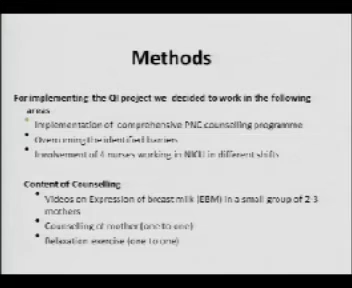 Methods
For implementing the QI project we decided to work in the following
areas
Implementation of comprehensive PNC counselling programme
Overcoming the identified barriers
Involvement of 4 nurses working in NICU in different shifts
Content of Counselling
Videos on Expression of breast milk (EBM) in a small group of 2-3
mothers
Counselling of mother (one to one)
Relaxation exercise (one to one)